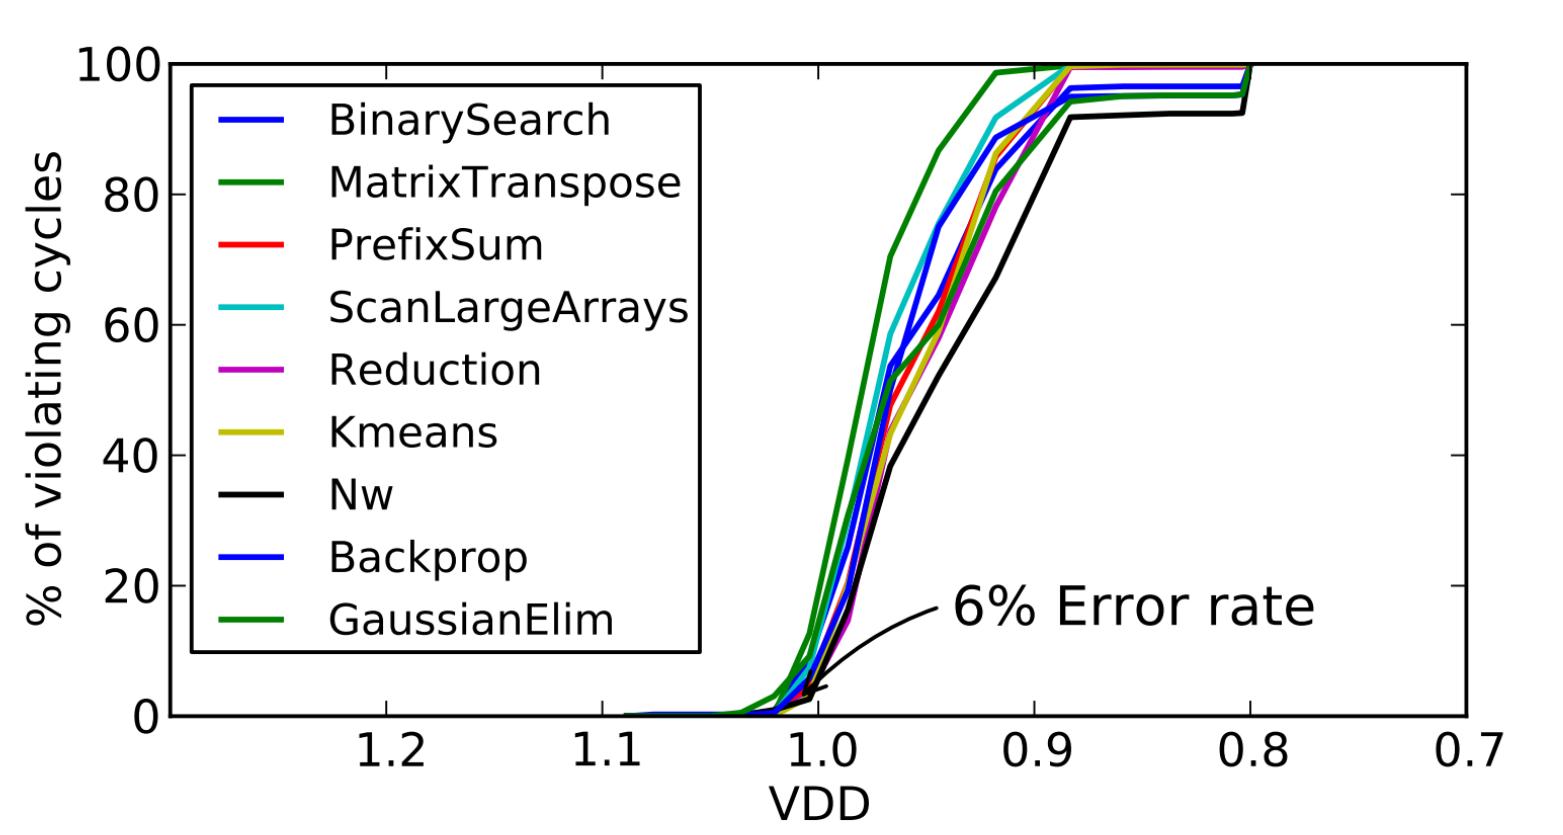 100
80
60
40
20
0
% of violating cycles
BinarySearch
MatrixTranspose
PrefixSum
ScanLargeArrays
Reduction
Kmeans
Nw
Backprop
GaussianElim
6% Error rate
1.2 1.1 1.0 0.9 0.8 0.7
VDD